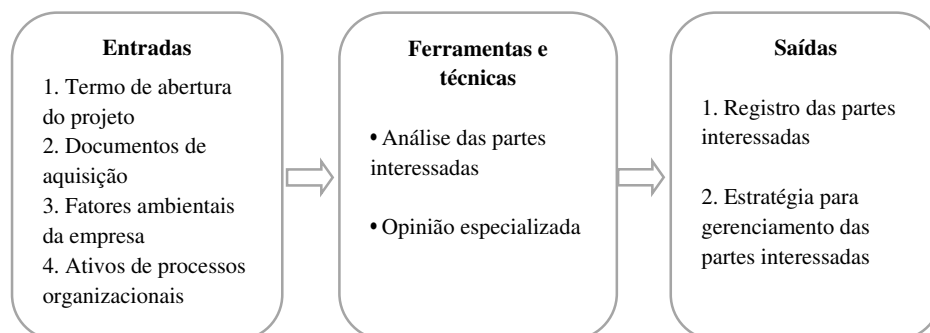 Entradas
1. Termo de abertura
do projeto
2. Documentos de
aquisição
3. Fatores ambientais
da empresa
4. Ativos de processos
organizacionais
Ferramentas e
técnicas
• Análise das partes
interessadas
• Opinião especializada
Saídas
1. Registro das partes
interessadas
2. Estratégia para
gerenciamento das
partes interessadas